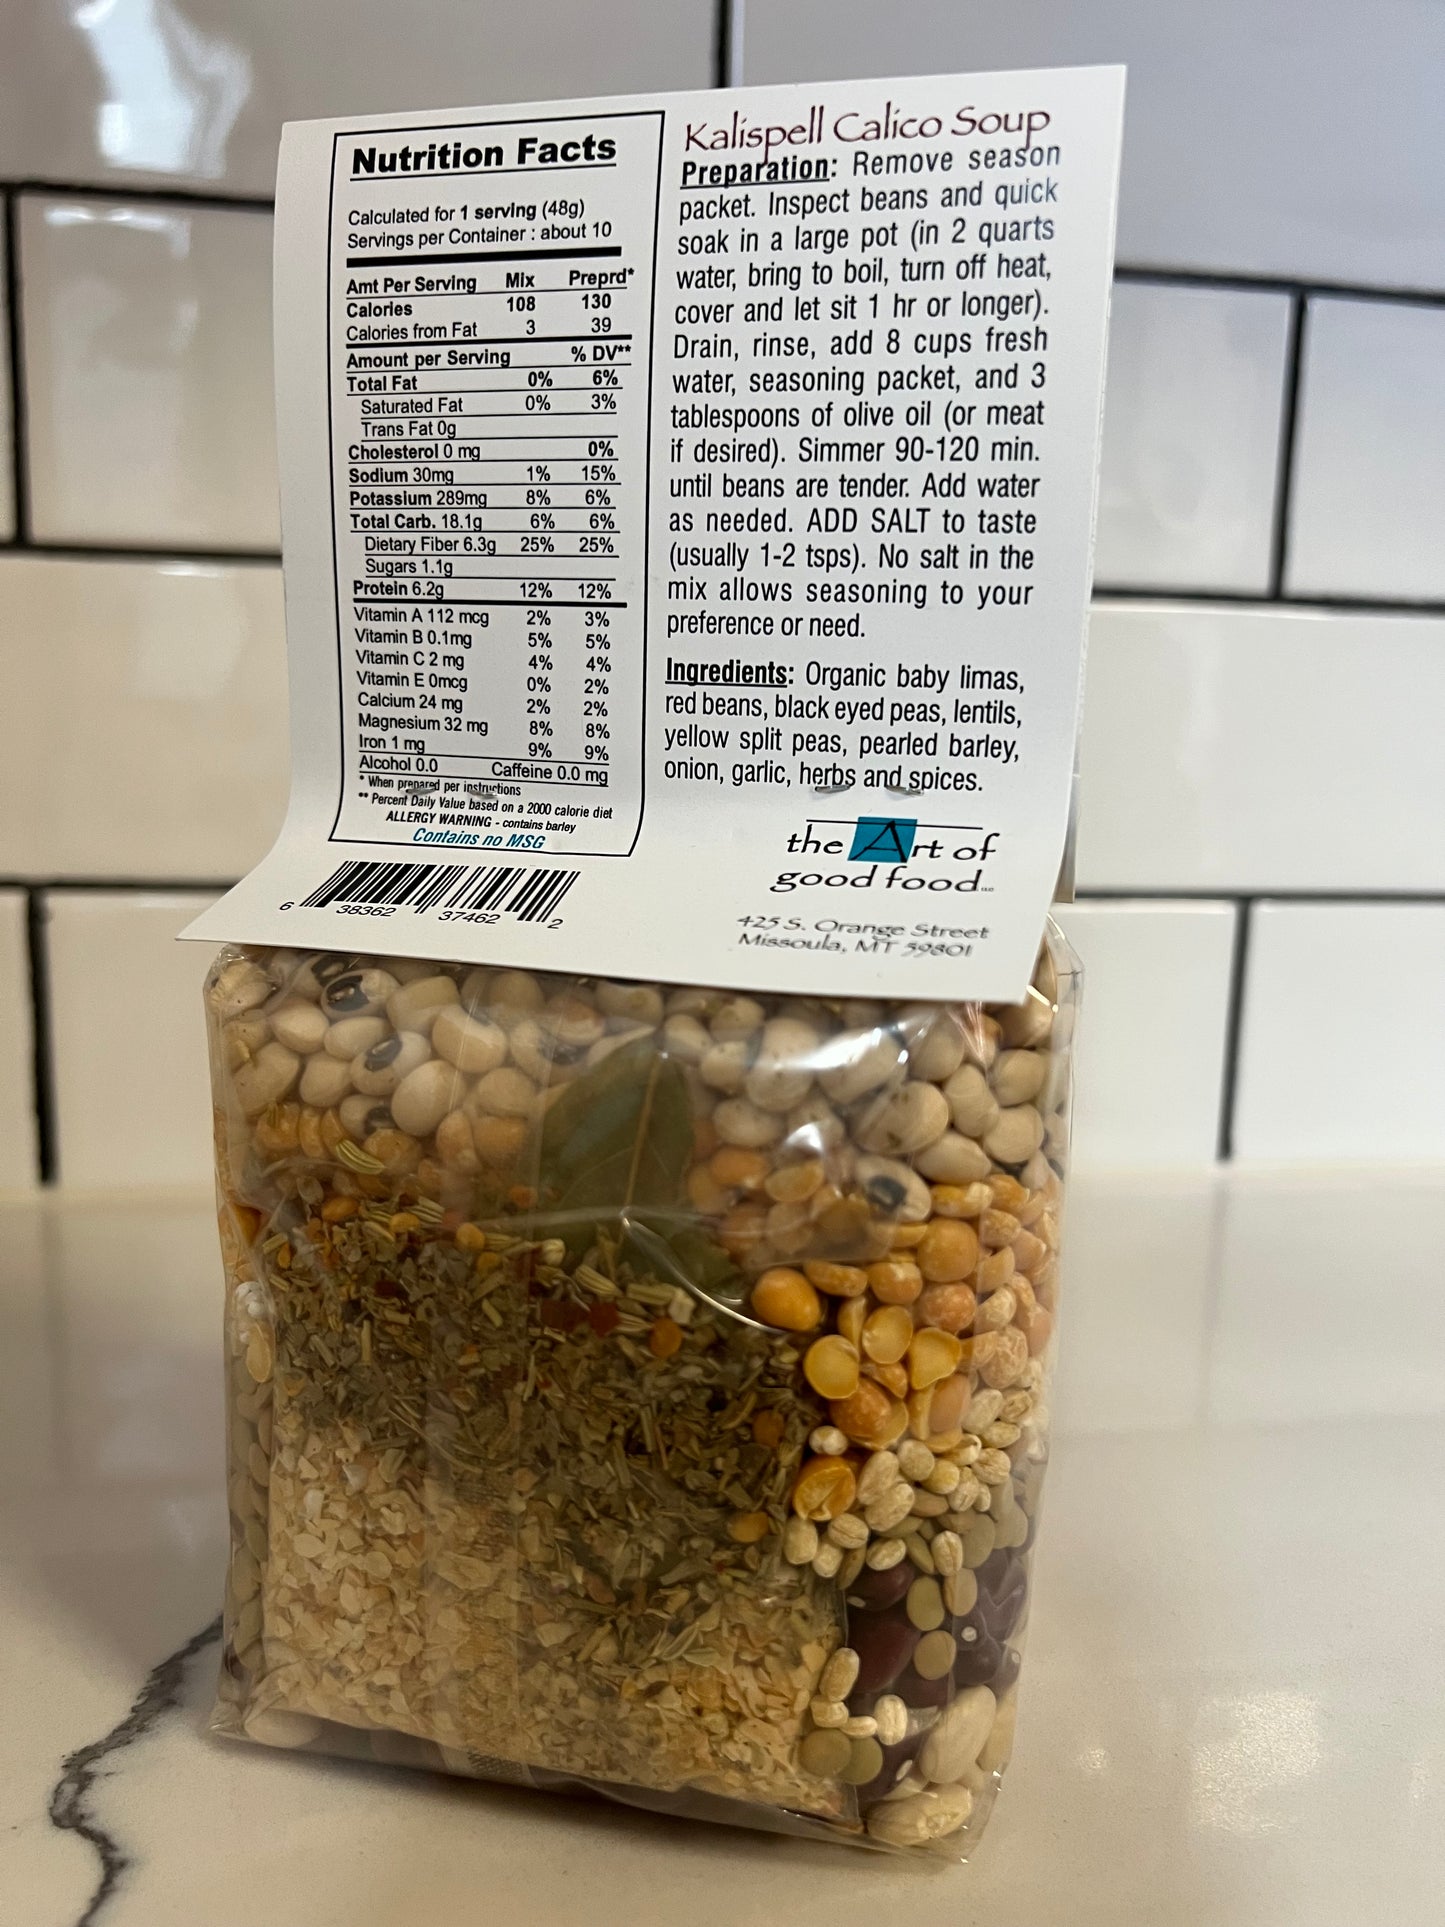 Nutrition Facts
Calculated for 1 serving (48g)
Servings per Container : about 10
Amt Per Serving Mix Preprd*
Calories 108 130
Calories from Fat 3 39
Amount per Serving % DV**
Total Fat 0% 6%
Saturated Fat 0% 3%
Trans Fat 0g
Cholesterol 0 mg 0%
Sodium 30mg 1% 15%
Potassium 289mg 8% 6%
Total Carb. 18.1g 6% 6%
Dietary Fiber 6.3g 25% 25%
Sugars 1.1g
Protein 6.2g 12% 12%
Vitamin A 112 mcg 2% 3%
Vitamin B 0.1mg 5% 5%
Vitamin C 2 mg 4% 4%
Vitamin E 0mcg 0% 2%
Calcium 24 mg 2% 2%
Magnesium 32 mg 8% 8%
Iron 1 mg 9% 9%
Alcohol 0.0 Caffeine 0.0 mg
* When prepared per instructions
** Percent Daily Value based on a 2000 calorie diet
ALLERGY WARNING - contains barley
Contains no MSG
6 38362 37462 2
Kalispell Calico Soup
Preparation: Remove season
packet. Inspect beans and quick
soak in a large pot (in 2 quarts
water, bring to boil, turn off heat,
cover and let sit 1 hr or longer).
Drain, rinse, add 8 cups fresh
water, seasoning packet, and 3
tablespoons of olive oil (or meat
if desired). Simmer 90-120 min.
until beans are tender. Add water
as needed. ADD SALT to taste
(usually 1-2 tsps). No salt in the
mix allows seasoning to your
preference or need.
Ingredients: Organic baby limas,
red beans, black eyed peas, lentils,
yellow split peas, pearled barley,
onion, garlic, herbs and spices.
the Art of
good food LLC
425 S. Orange Street
Missoula, MT 59801